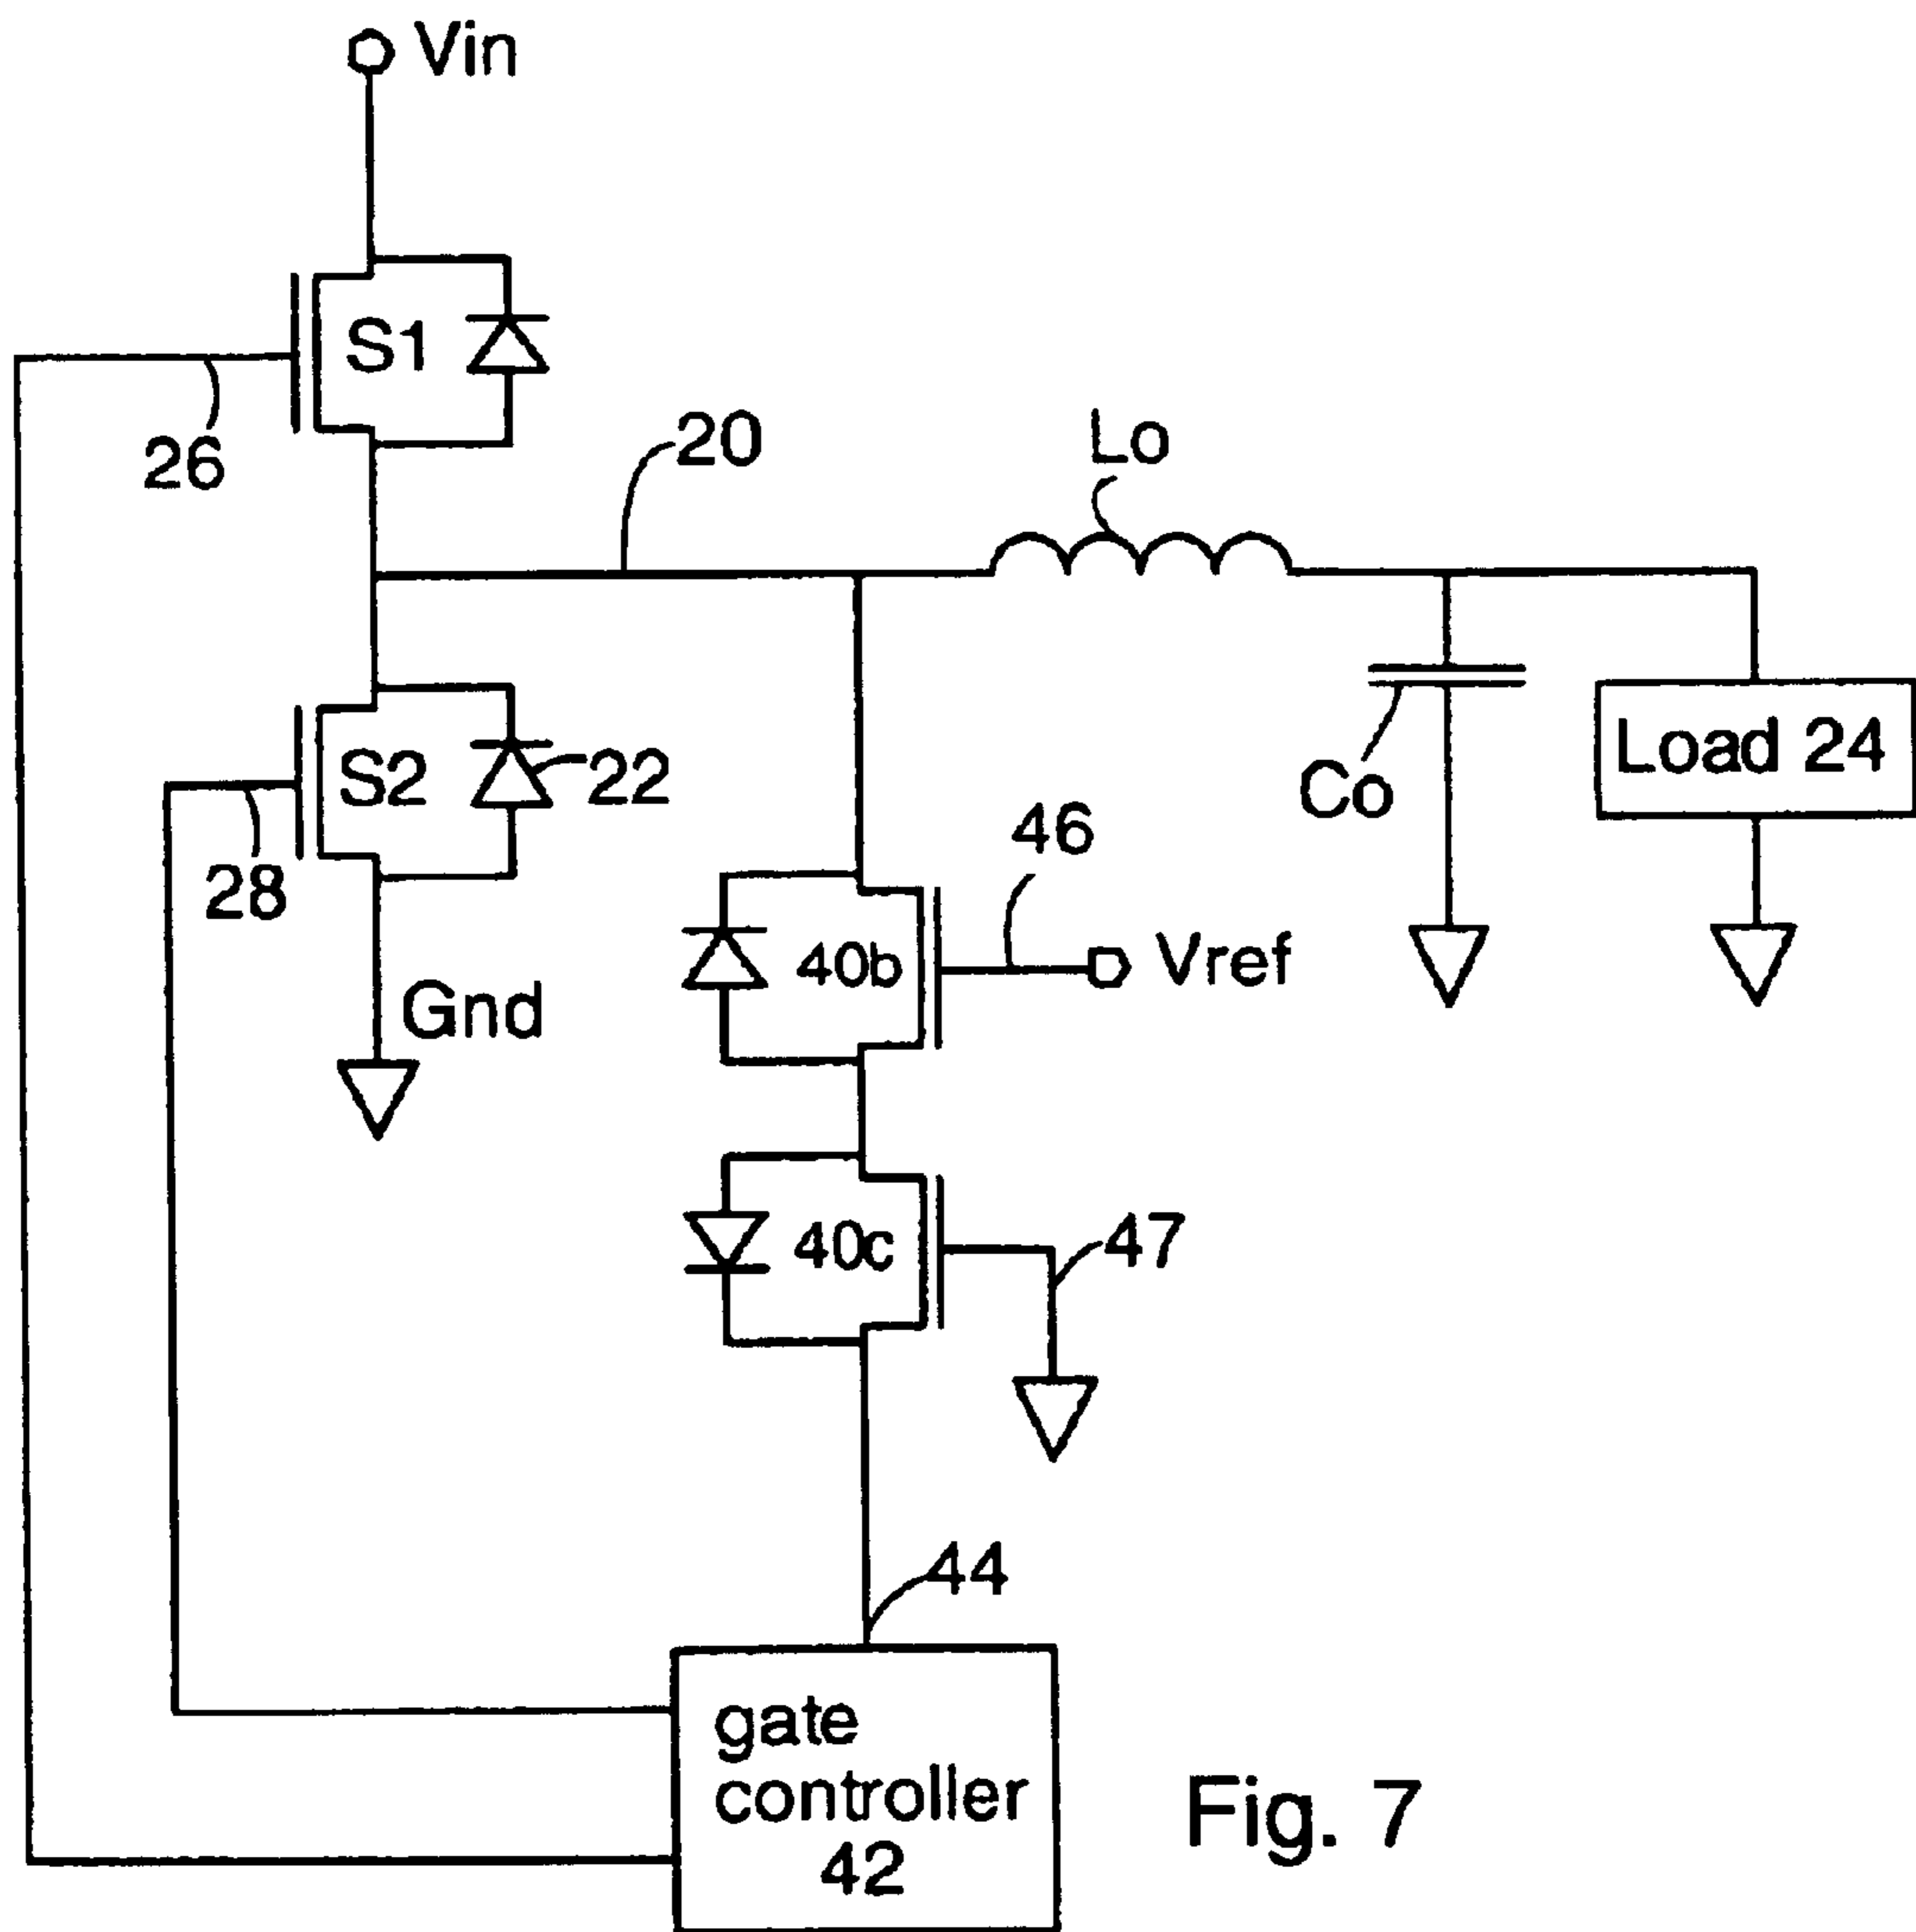 Vin
S1
26
20
Lo
S2
22
28
Co
Load 24
46
40b
Vref
Gnd
40c
47
44
gate
controller
42
Fig. 7